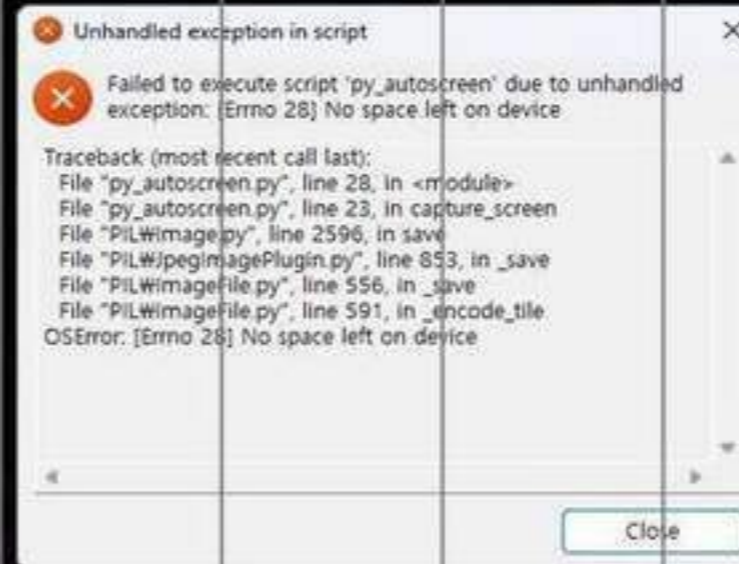 Unhandled exception in script
Failed to execute script 'py_autoscreen' due to unhandled
exception: [Errno 28] No space left on device
Traceback (most recent call last):
File "py_autoscreen.py", line 28, in <module>
File "py_autoscreen.py", line 23, in capture_screen
File "PIL₩Image.py", line 2596, in save
File "PIL₩JpegImagePlugin.py", line 853, in _save
File "PIL₩ImageFile.py", line 556, in _save
File "PIL₩ImageFile.py", line 591, in _encode_tile
OSError: [Errno 28] No space left on device
Close